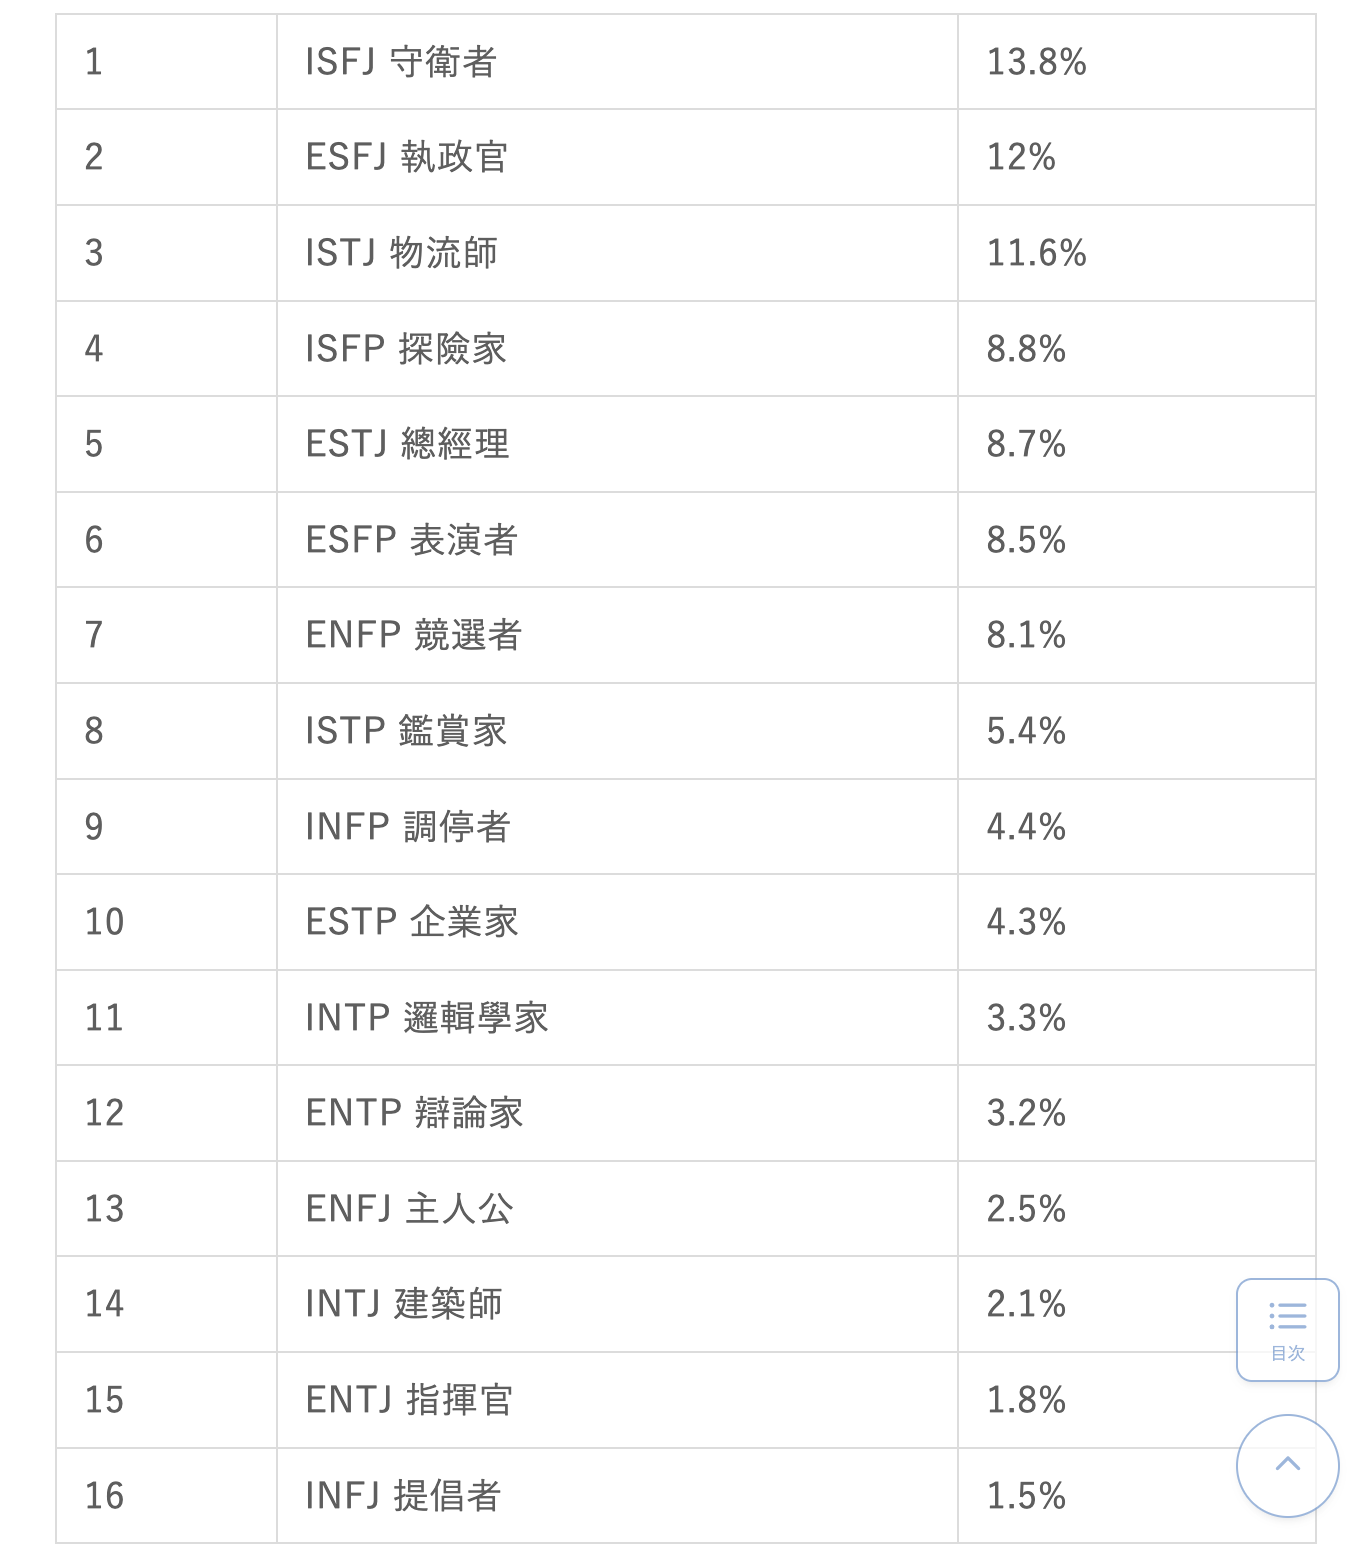 1 ISFJ 守衛者 13.8%
2 ESFJ 執政官 12%
3 ISTJ 物流師 11.6%
4 ISFP 探險家 8.8%
5 ESTJ 總經理 8.7%
6 ESFP 表演者 8.5%
7 ENFP 競選者 8.1%
8 ISTP 鑑賞家 5.4%
9 INFP 調停者 4.4%
10 ESTP 企業家 4.3%
11 INTP 邏輯學家 3.3%
12 ENTP 辯論家 3.2%
13 ENFJ 主人公 2.5%
14 INTJ 建築師 2.1%
目次
15 ENTJ 指揮官 1.8%
16 INFJ 提倡者 1.5%